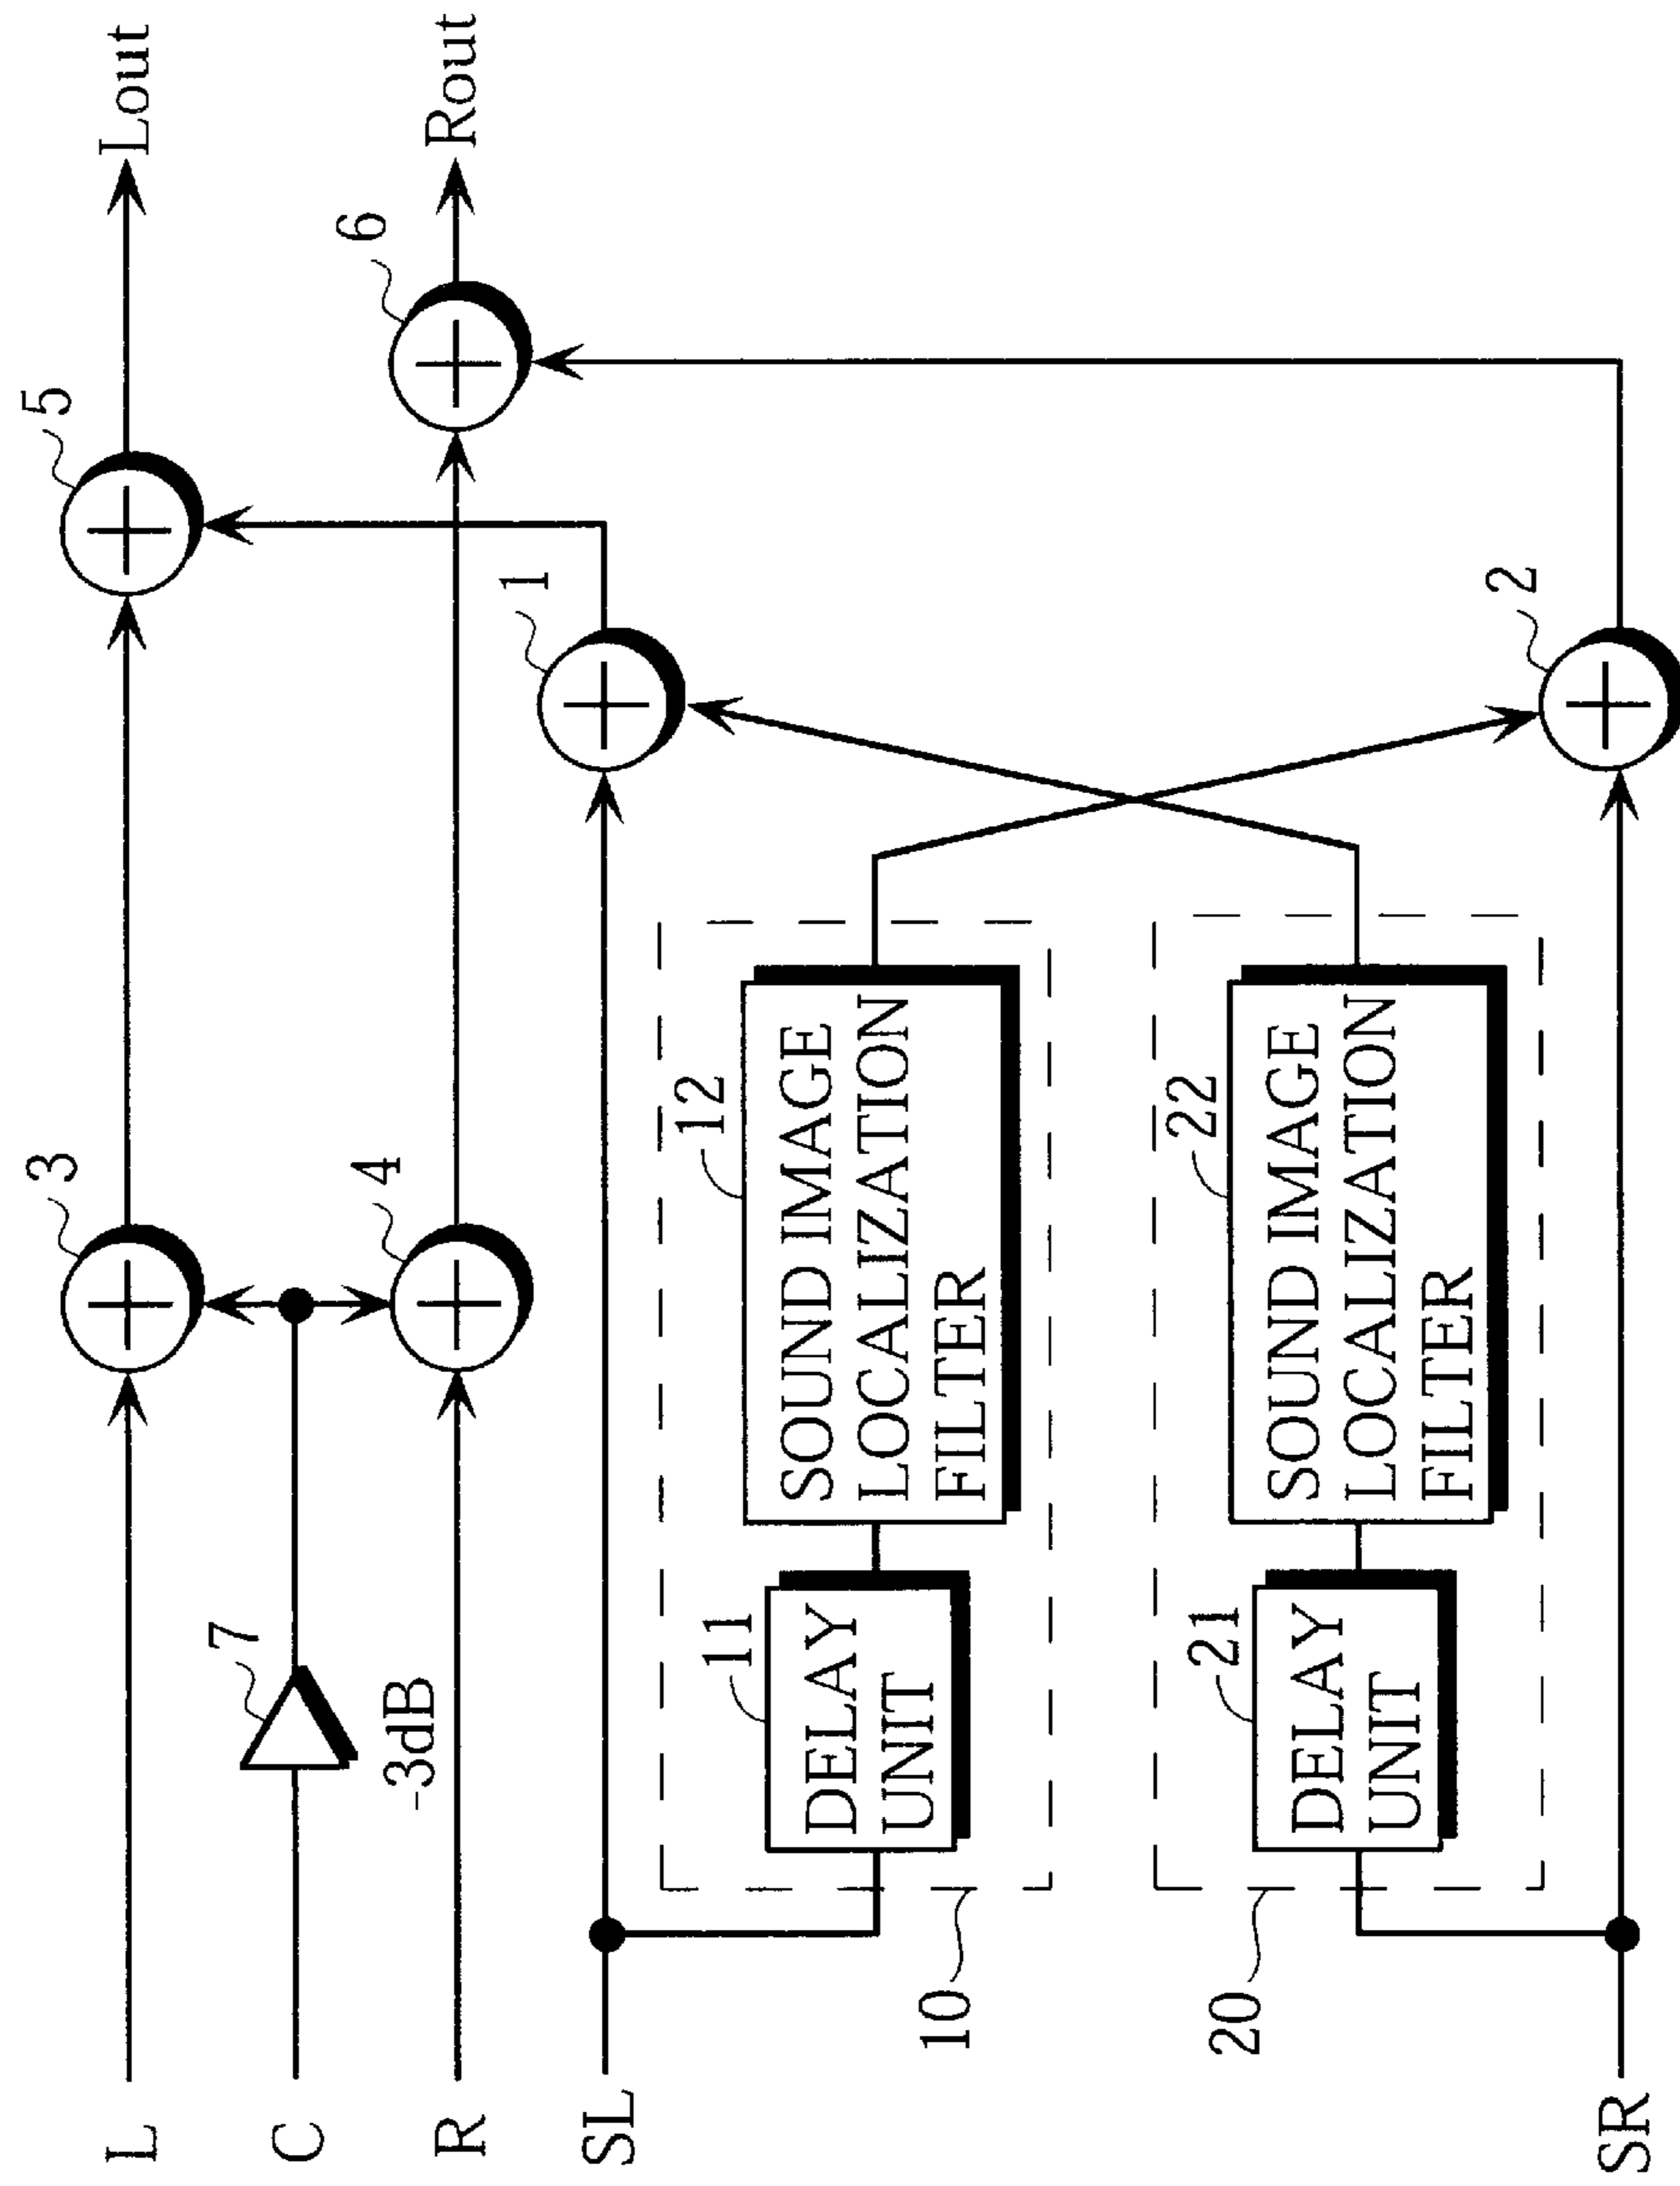 L
C
R
SL
SR
7
-3dB
3
4
5
6
Lout
Rout
1
2
10
11
DELAY
UNIT
12
SOUND IMAGE
LOCALIZATION
FILTER
20
21
DELAY
UNIT
22
SOUND IMAGE
LOCALIZATION
FILTER